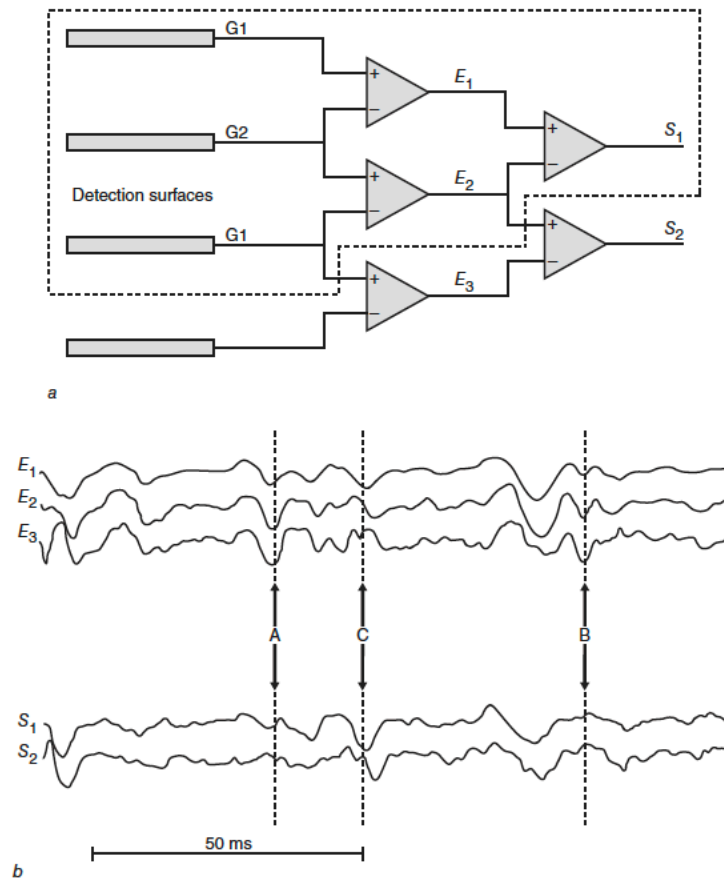 G1
+
E₁
−
+
S₁
G2
−
+
E₂
−
Detection surfaces
+
S₂
G1
−
+
E₃
−
a
E₁
E₂
E₃
A C B
S₁
S₂
50 ms
b